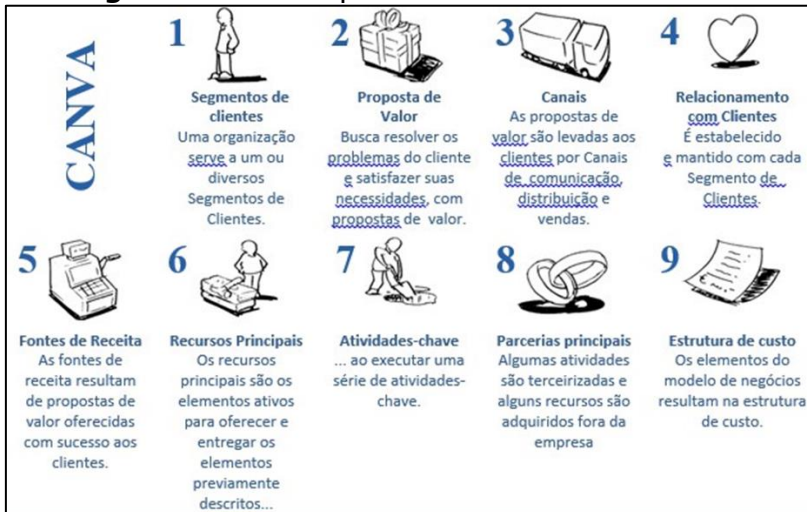 CANVA
1
Segmentos de
clientes
Uma organização
serve a um ou
diversos
Segmentos de
Clientes.
2
Proposta de
Valor
Busca resolver os
problemas do cliente
e satisfazer suas
necessidades, com
propostas de valor.
3
Canais
As propostas de
valor são levadas aos
clientes por Canais
de comunicação,
distribuição e
vendas.
4
Relacionamento
com Clientes
É estabelecido
e mantido com cada
Segmento de
Clientes.
5
Fontes de Receita
As fontes de
receita resultam
de propostas de
valor oferecidas
com sucesso aos
clientes.
6
Recursos Principais
Os recursos
principais são os
elementos ativos
para oferecer e
entregar os
elementos
previamente
descritos...
7
Atividades-chave
... ao executar uma
série de atividades-
chave.
8
Parcerias principais
Algumas atividades
são terceirizadas e
alguns recursos são
adquiridos fora da
empresa
9
Estrutura de custo
Os elementos do
modelo de negócios
resultam na estrutura
de custo.